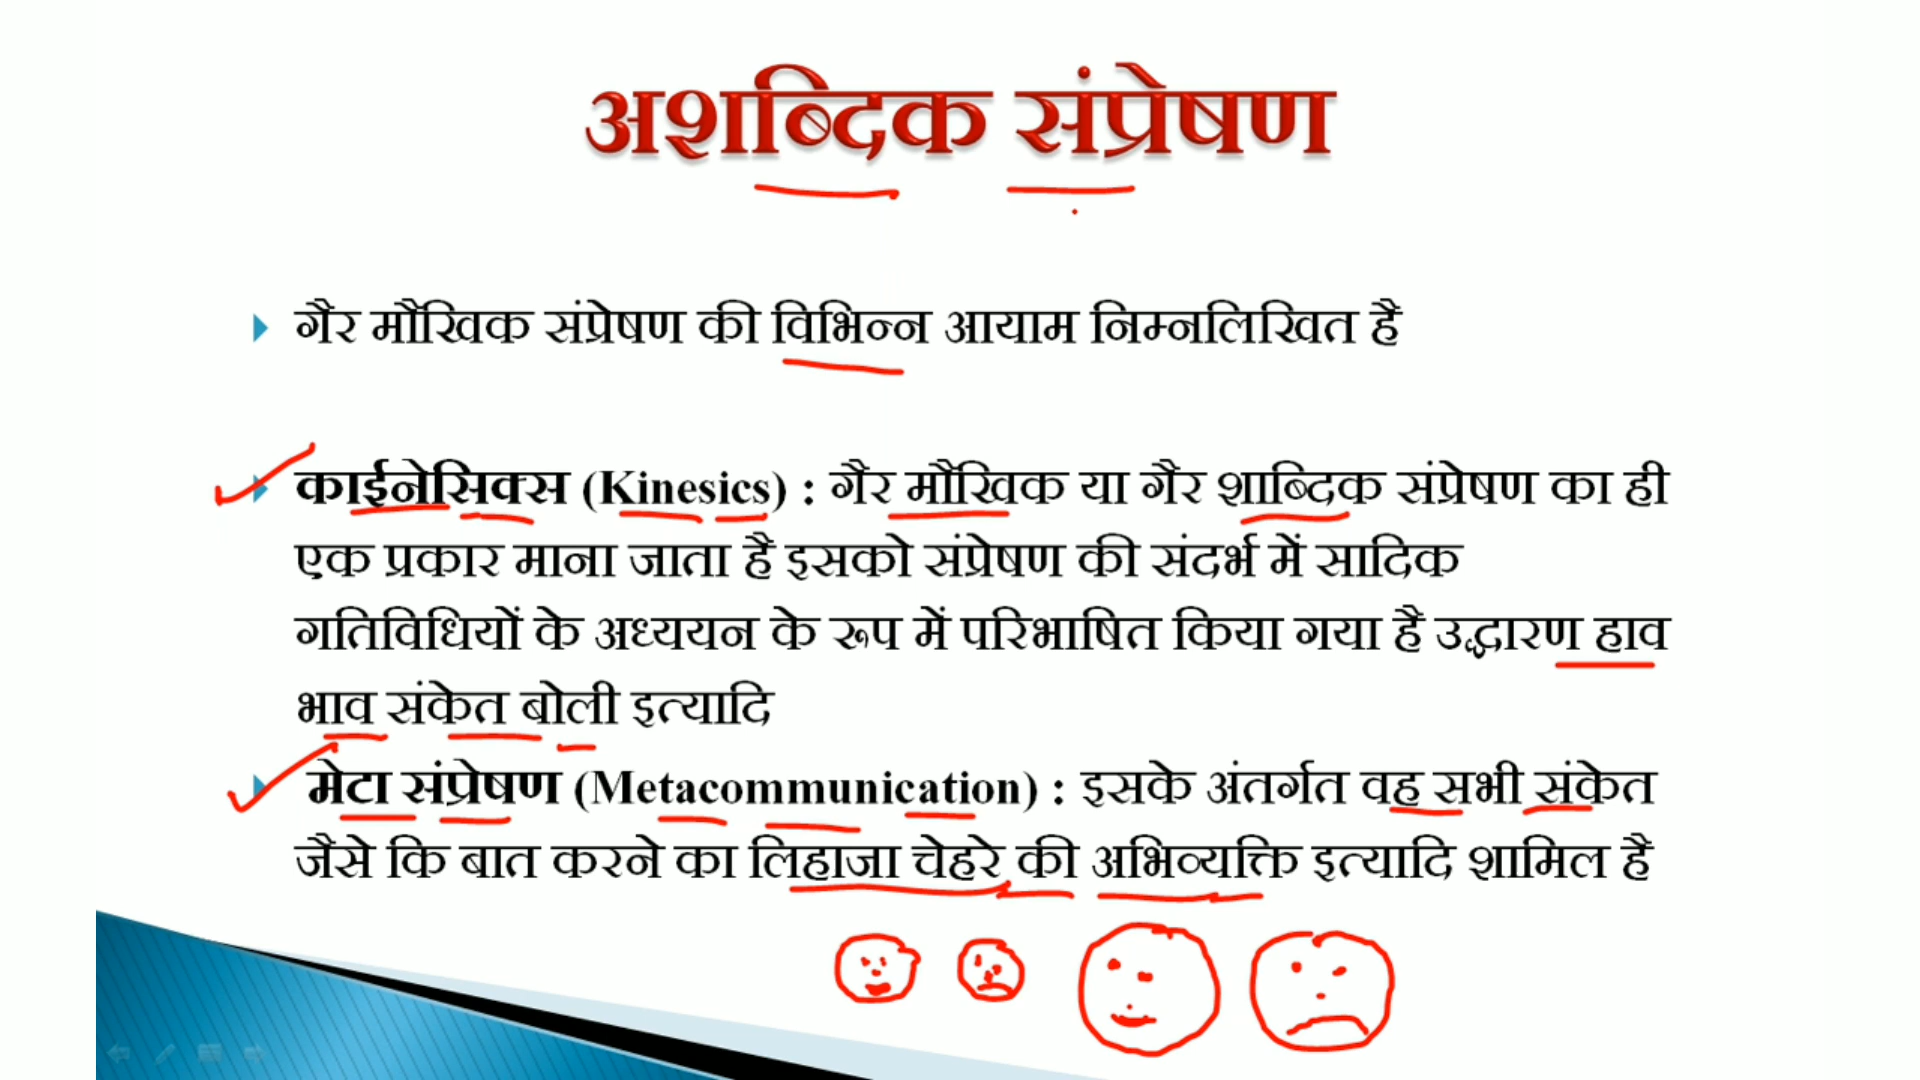 अशब्दिक संप्रेषण
गैर मौखिक संप्रेषण की विभिन्न आयाम निम्नलिखित है
काईनेसिक्स (Kinesics) : गैर मौखिक या गैर शाब्दिक संप्रेषण का ही
एक प्रकार माना जाता है इसको संप्रेषण की संदर्भ में सादिक
गतिविधियों के अध्ययन के रूप में परिभाषित किया गया है उद्धारण हाव
भाव संकेत बोली इत्यादि
मेटा संप्रेषण (Metacommunication) : इसके अंतर्गत वह सभी संकेत
जैसे कि बात करने का लिहाजा चेहरे की अभिव्यक्ति इत्यादि शामिल है